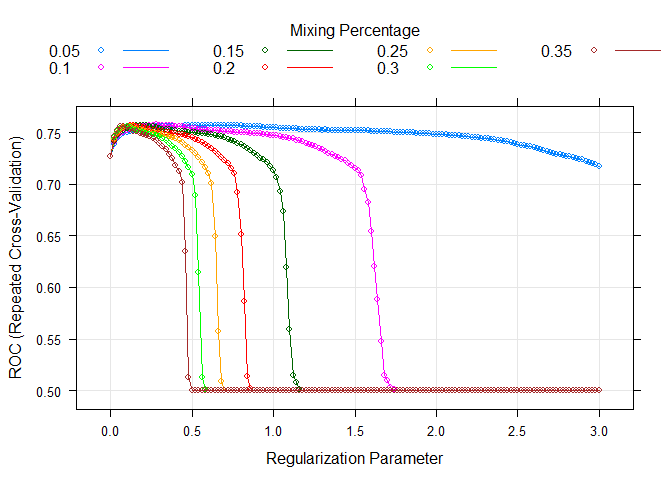 Mixing Percentage
0.05 0.15 0.25 0.35
0.1 0.2 0.3
ROC (Repeated Cross-Validation)
0.75
0.70
0.65
0.60
0.55
0.50
0.0 0.5 1.0 1.5 2.0 2.5 3.0
Regularization Parameter